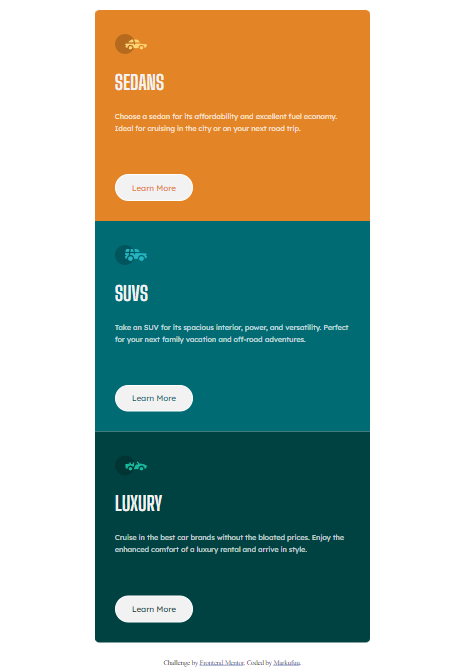 SEDANS
Choose a sedan for its affordability and excellent fuel economy.
Ideal for cruising in the city or on your next road trip.
Learn More
SUVS
Take an SUV for its spacious interior, power, and versatility. Perfect
for your next family vacation and off-road adventures.
Learn More
LUXURY
Cruise in the best car brands without the bloated prices. Enjoy the
enhanced comfort of a luxury rental and arrive in style.
Learn More
Challenge by Frontend Mentor. Coded by